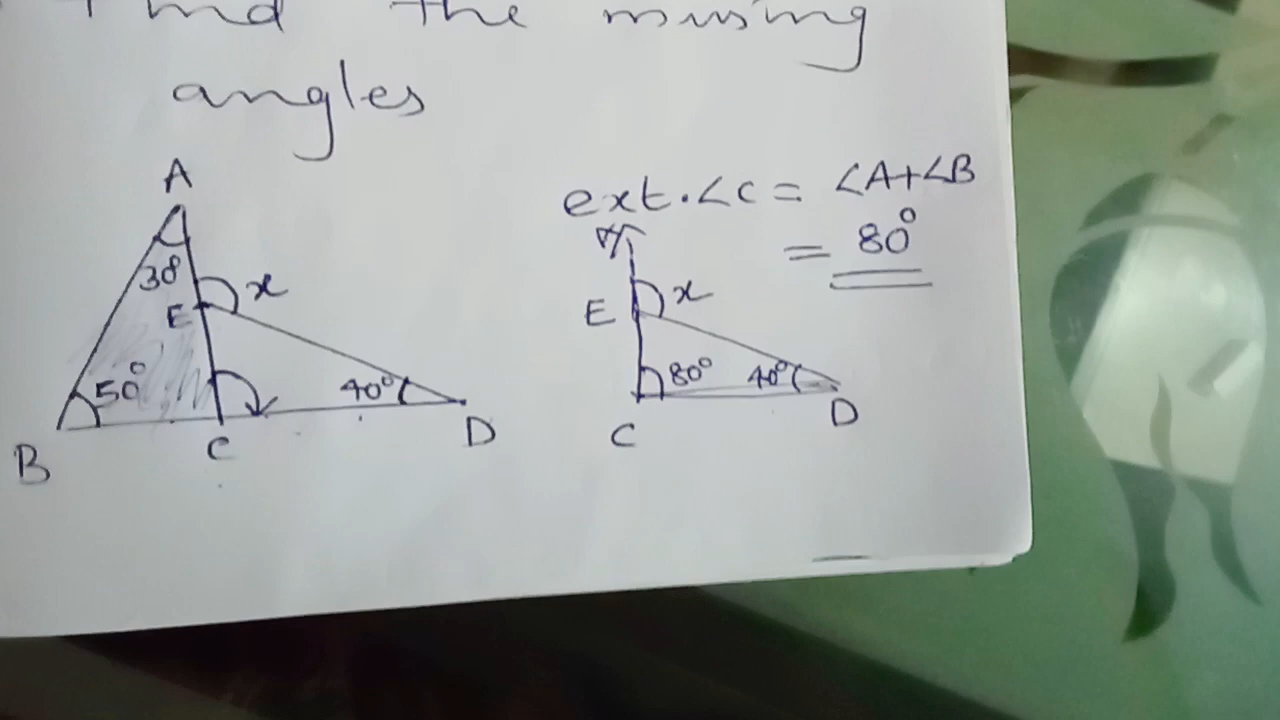 Find the missing
angles
A
30°
E x
50°
40°
B
C
D
ext.∠C = ∠A+∠B
= 80°
E x
80° 40°
C
D